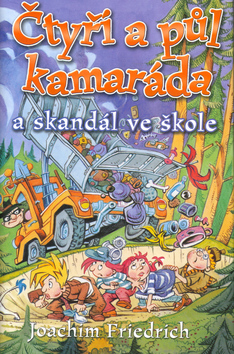 Čtyři a půl
kamaráda
a skandál ve škole
Joachim Friedrich